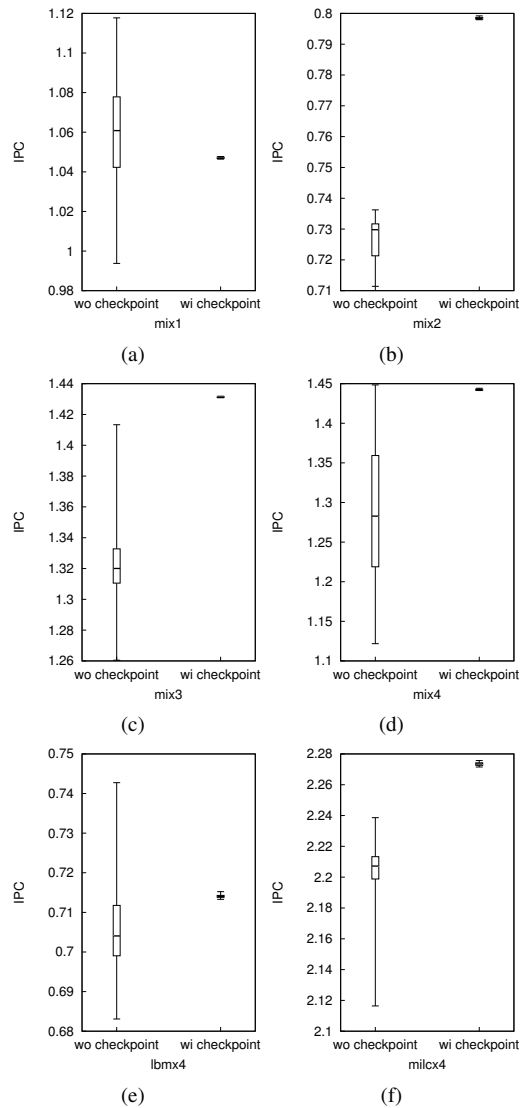 1.12
1.1
1.08
1.06
1.04
1.02
1
0.98
IPC
wo checkpoint wi checkpoint
mix1
(a)
0.8
0.79
0.78
0.77
0.76
0.75
0.74
0.73
0.72
0.71
IPC
wo checkpoint wi checkpoint
mix2
(b)
1.44
1.42
1.4
1.38
1.36
1.34
1.32
1.3
1.28
1.26
IPC
wo checkpoint wi checkpoint
mix3
(c)
1.45
1.4
1.35
1.3
1.25
1.2
1.15
1.1
IPC
wo checkpoint wi checkpoint
mix4
(d)
0.75
0.74
0.73
0.72
0.71
0.7
0.69
0.68
IPC
wo checkpoint wi checkpoint
lbmx4
(e)
2.28
2.26
2.24
2.22
2.2
2.18
2.16
2.14
2.12
2.1
IPC
wo checkpoint wi checkpoint
milcx4
(f)